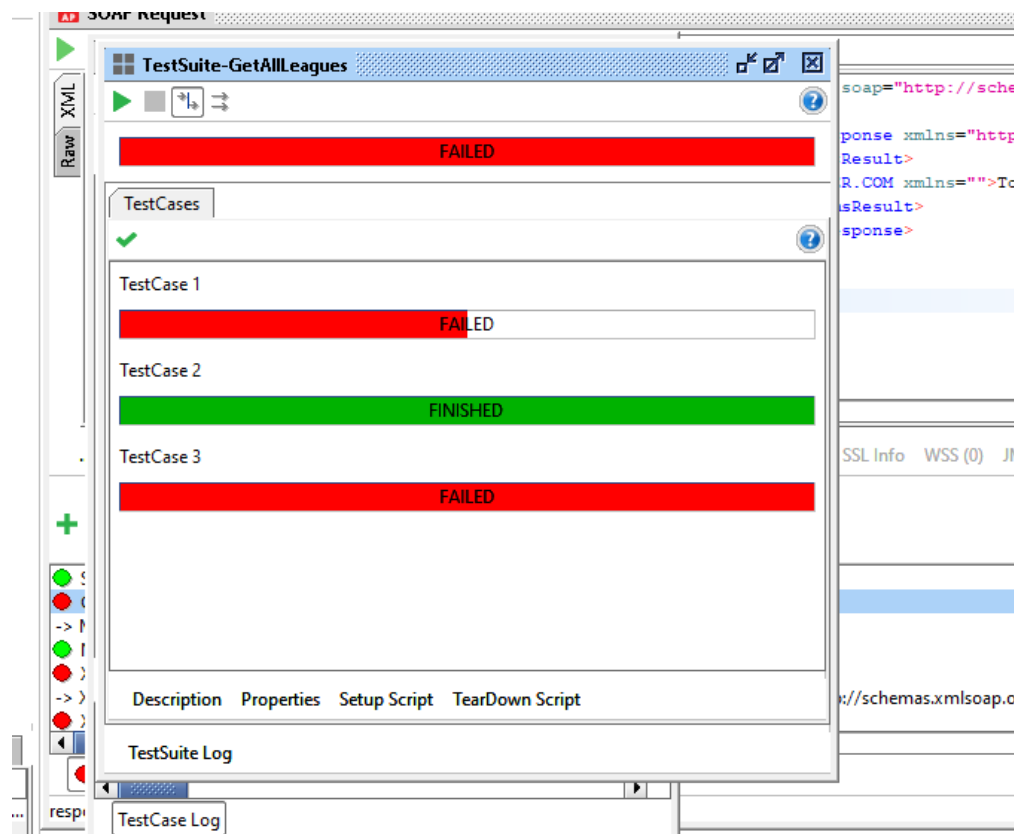 SOAP Request
TestSuite-GetAllLeagues
XML
Raw
FAILED
TestCases
TestCase 1
FAILED
TestCase 2
FINISHED
TestCase 3
FAILED
Description Properties Setup Script TearDown Script
TestSuite Log
TestCase Log
soap="http://sche
ponse xmlns="http
Result>
R.COM xmlns="">To
sResult>
sponse>
SSL Info WSS (0)
://schemas.xmlsoap.o
resp